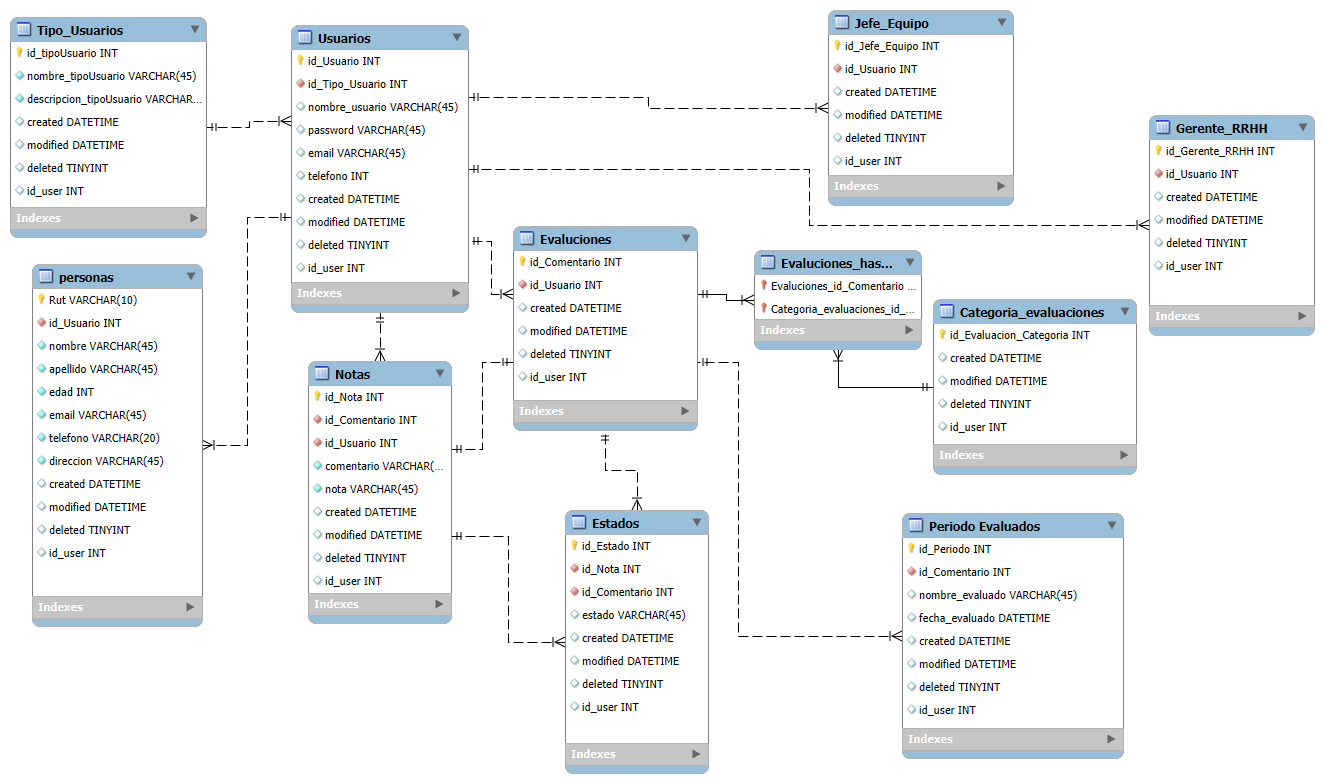 Tipo_Usuarios
id_tipoUsuario INT
nombre_tipoUsuario VARCHAR(45)
descripcion_tipoUsuario VARCHAR...
created DATETIME
modified DATETIME
deleted TINYINT
id_user INT
Indexes
Usuarios
id_Usuario INT
id_Tipo_Usuario INT
nombre_usuario VARCHAR(45)
password VARCHAR(45)
email VARCHAR(45)
telefono INT
created DATETIME
modified DATETIME
deleted TINYINT
id_user INT
Indexes
Jefe_Equipo
id_Jefe_Equipo INT
id_Usuario INT
created DATETIME
modified DATETIME
deleted TINYINT
id_user INT
Indexes
Gerente_RRHH
id_Gerente_RRHH INT
id_Usuario INT
created DATETIME
modified DATETIME
deleted TINYINT
id_user INT
Indexes
personas
Rut VARCHAR(10)
id_Usuario INT
nombre VARCHAR(45)
apellido VARCHAR(45)
edad INT
email VARCHAR(45)
telefono VARCHAR(20)
direccion VARCHAR(45)
created DATETIME
modified DATETIME
deleted TINYINT
id_user INT
Indexes
Evaluciones
id_Comentario INT
id_Usuario INT
created DATETIME
modified DATETIME
deleted TINYINT
id_user INT
Indexes
Evaluciones_has...
Evaluciones_id_Comentario ...
Categoria_evaluaciones_id_...
Indexes
Categoria_evaluaciones
id_Evaluacion_Categoria INT
created DATETIME
modified DATETIME
deleted TINYINT
id_user INT
Indexes
Notas
id_Nota INT
id_Comentario INT
id_Usuario INT
comentario VARCHAR(...
nota VARCHAR(45)
created DATETIME
modified DATETIME
deleted TINYINT
id_user INT
Indexes
Estados
id_Estado INT
id_Nota INT
id_Comentario INT
estado VARCHAR(45)
created DATETIME
modified DATETIME
deleted TINYINT
id_user INT
Indexes
Periodo Evaluados
id_Periodo INT
id_Comentario INT
nombre_evaluado VARCHAR(45)
fecha_evaluado DATETIME
created DATETIME
modified DATETIME
deleted TINYINT
id_user INT
Indexes